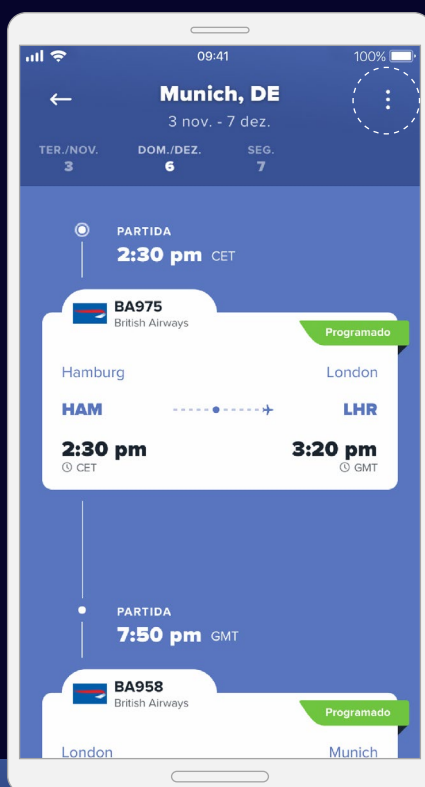 09:41
100%
Munich, DE
3 nov. - 7 dez.
TER./NOV. DOM./DEZ. SEG.
3 6 7
PARTIDA
2:30 pm CET
BA975
British Airways
Programado
Hamburg London
HAM LHR
2:30 pm 3:20 pm
CET GMT
PARTIDA
7:50 pm GMT
BA958
British Airways
Programado
London Munich